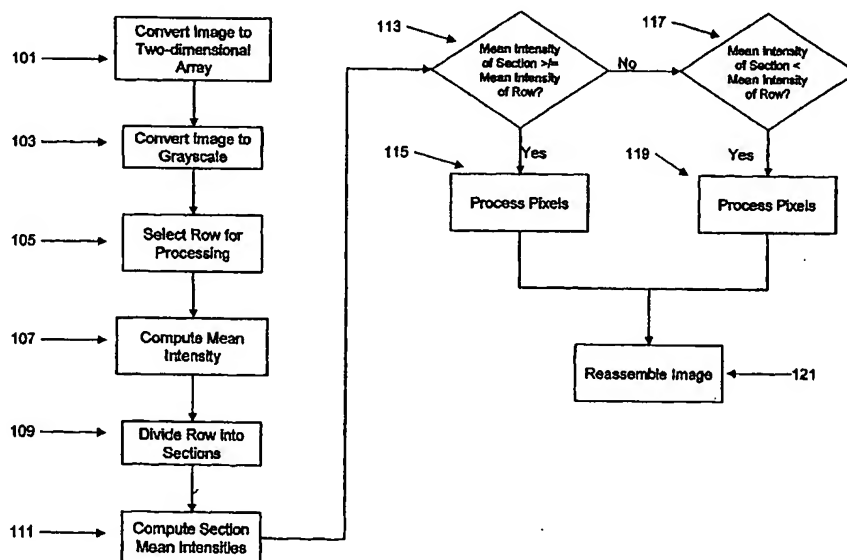 101
Convert Image to
Two-dimensional
Array
103
Convert Image to
Grayscale
105
Select Row for
Processing
107
Compute Mean
Intensity
109
Divide Row Into
Sections
111
Compute Section
Mean Intensities
113
Mean Intensity
of Section >/=
Mean Intensity
of Row?
No
117
Mean Intensity
of Section <
Mean Intensity
of Row?
Yes
115
Process Pixels
Yes
119
Process Pixels
Reassemble Image
121